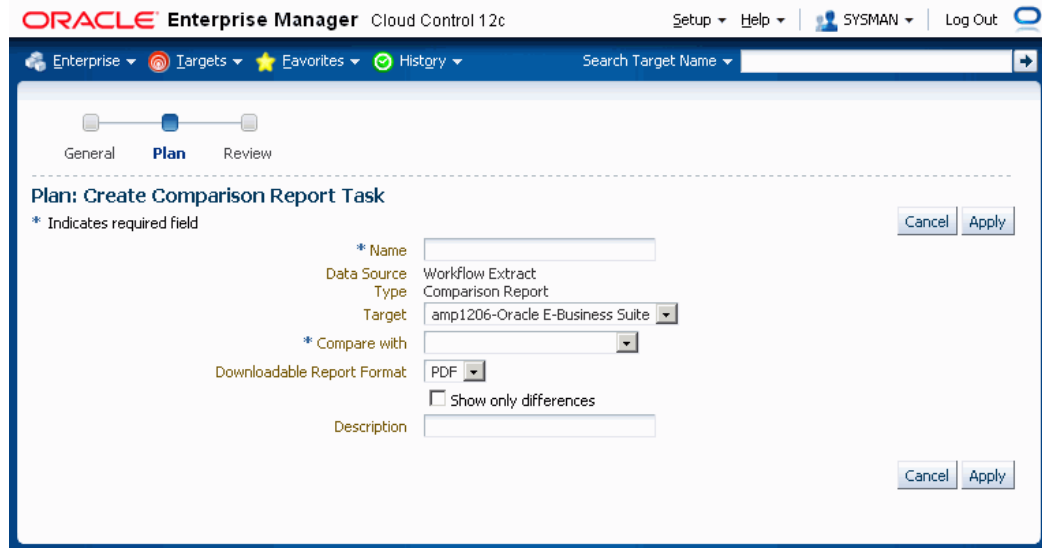 ORACLE Enterprise Manager Cloud Control 12c Setup Help SYSMAN Log Out
Enterprise Targets Favorites History Search Target Name
General Plan Review
Plan: Create Comparison Report Task
* Indicates required field
Cancel Apply
* Name
Data Source Workflow Extract
Type Comparison Report
Target amp1206-Oracle E-Business Suite
* Compare with
Downloadable Report Format PDF
Show only differences
Description
Cancel Apply